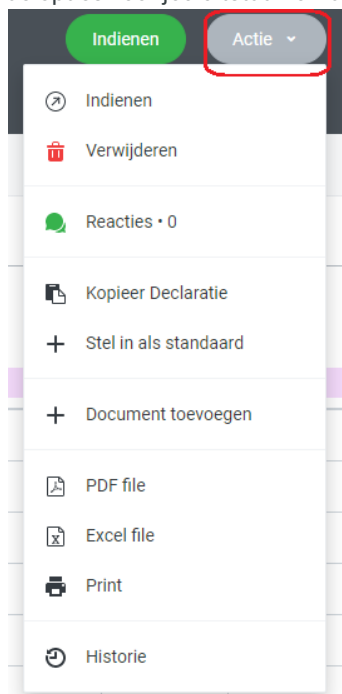 Indienen
Actie
Indienen
Verwijderen
Reacties • 0
Kopieer Declaratie
Stel in als standaard
Document toevoegen
PDF file
Excel file
Print
Historie